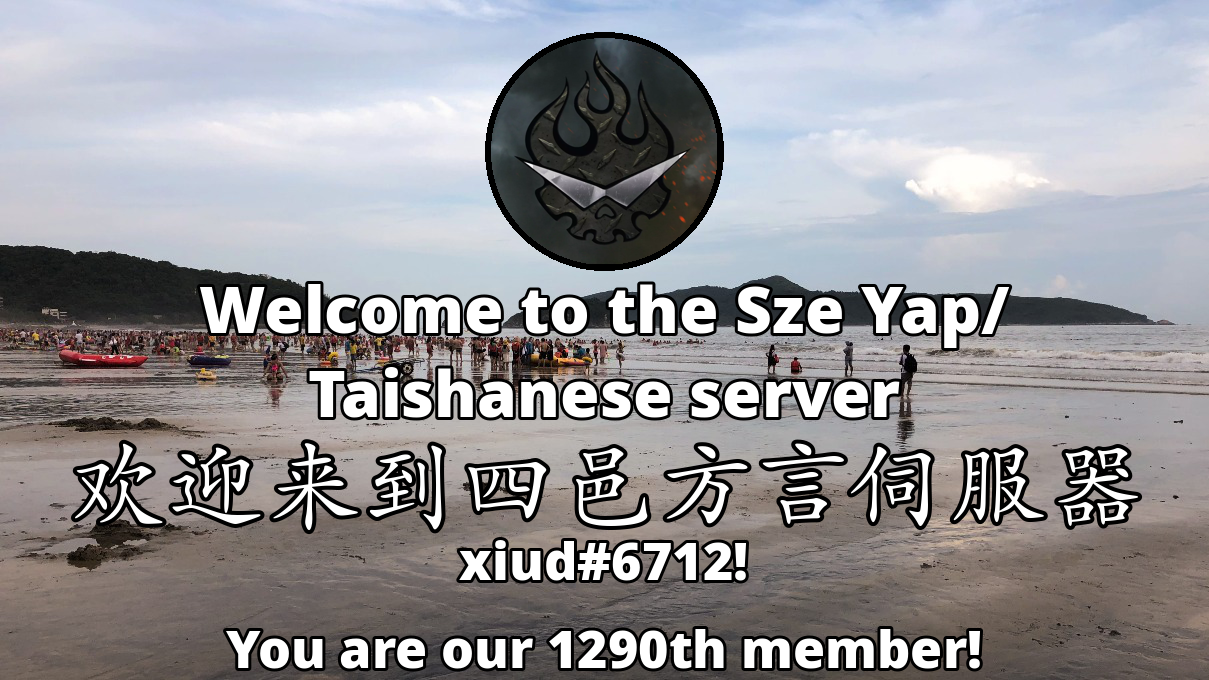 Welcome to the Sze Yap/
Taishanese server
欢迎来到四邑方言伺服器
xiud#6712!
You are our 1290th member!